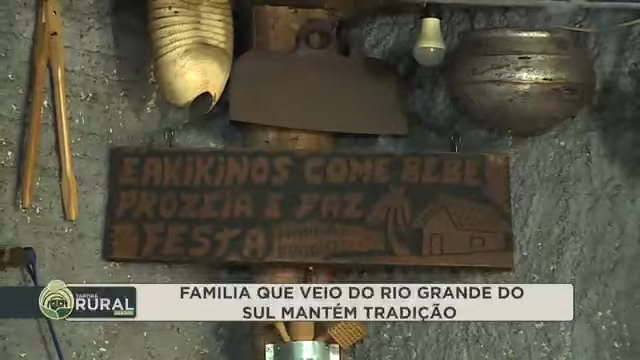 EAKIKINOS COME BEBE
PROZEIA E FAZ
FESTA
RURAL
FAMILIA QUE VEIO DO RIO GRANDE DO
SUL MANTÉM TRADIÇÃO